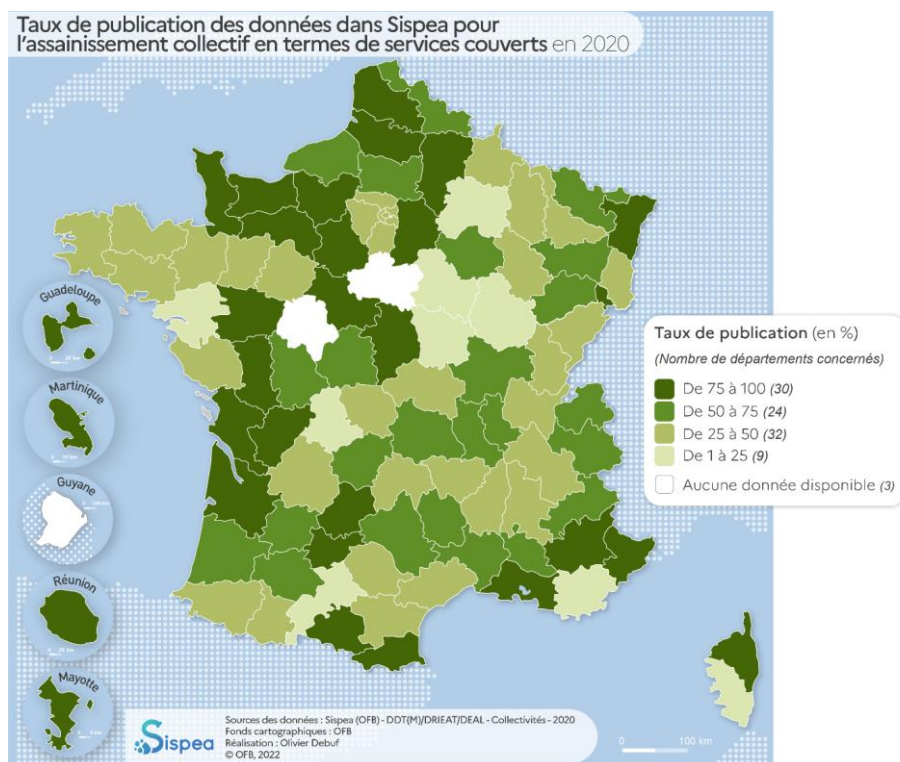 Taux de publication des données dans Sispea pour
l'assainissement collectif en termes de services couverts en 2020
Guadeloupe
Martinique
Guyane
Réunion
Mayotte
Taux de publication (en %)
(Nombre de départements concernés)
De 75 à 100 (30)
De 50 à 75 (24)
De 25 à 50 (32)
De 1 à 25 (9)
Aucune donnée disponible (3)
Sispea
Sources des données : Sispea (OFB) - DDT(M)/DRIEAT/DEAL - Collectivités - 2020
Fonds cartographiques : OFB
Réalisation : Olivier Debuf
© OFB, 2022
0 100 km